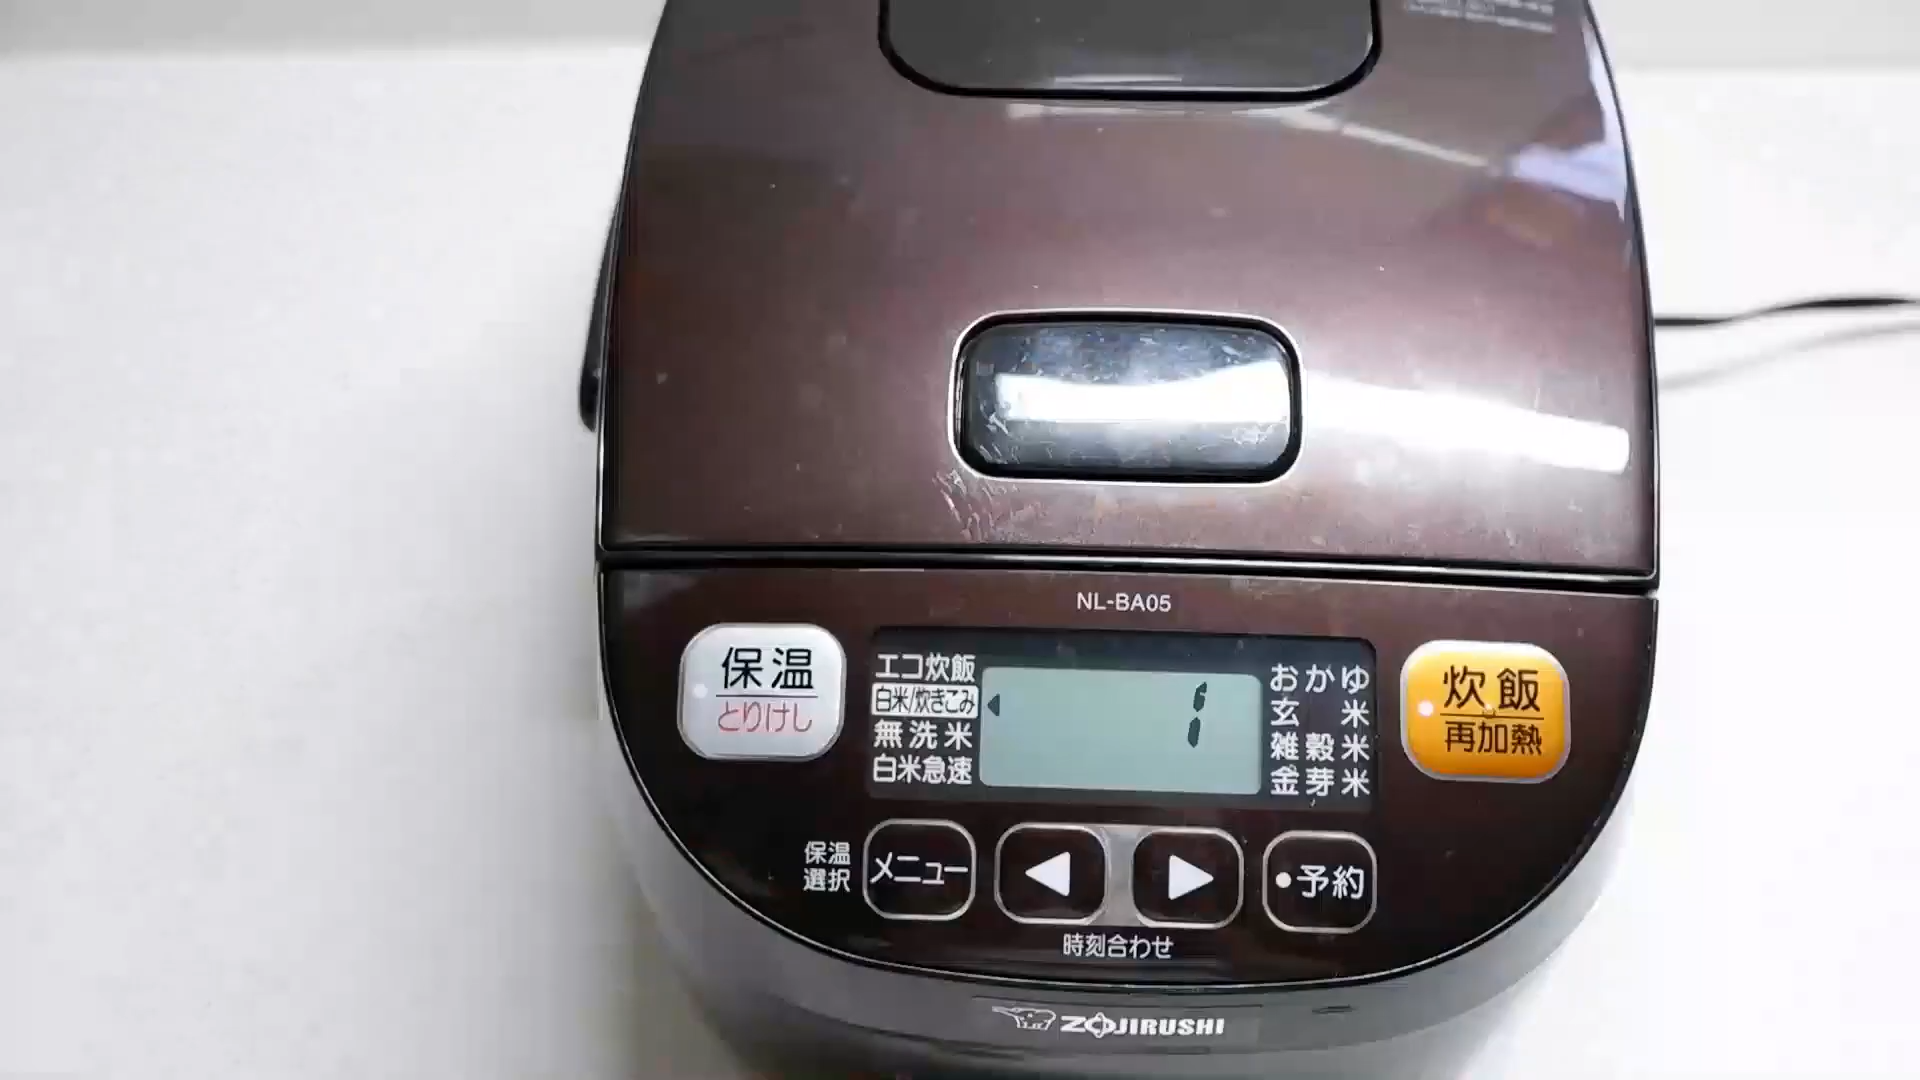 NL-BA05
保温
とりけし
エコ炊飯
白米/炊きこみ
無洗米
白米急速
おかゆ
玄米
雑穀米
金芽米
炊飯
再加熱
保温
選択
メニュー
予約
時刻合わせ
ZOJIRUSHI